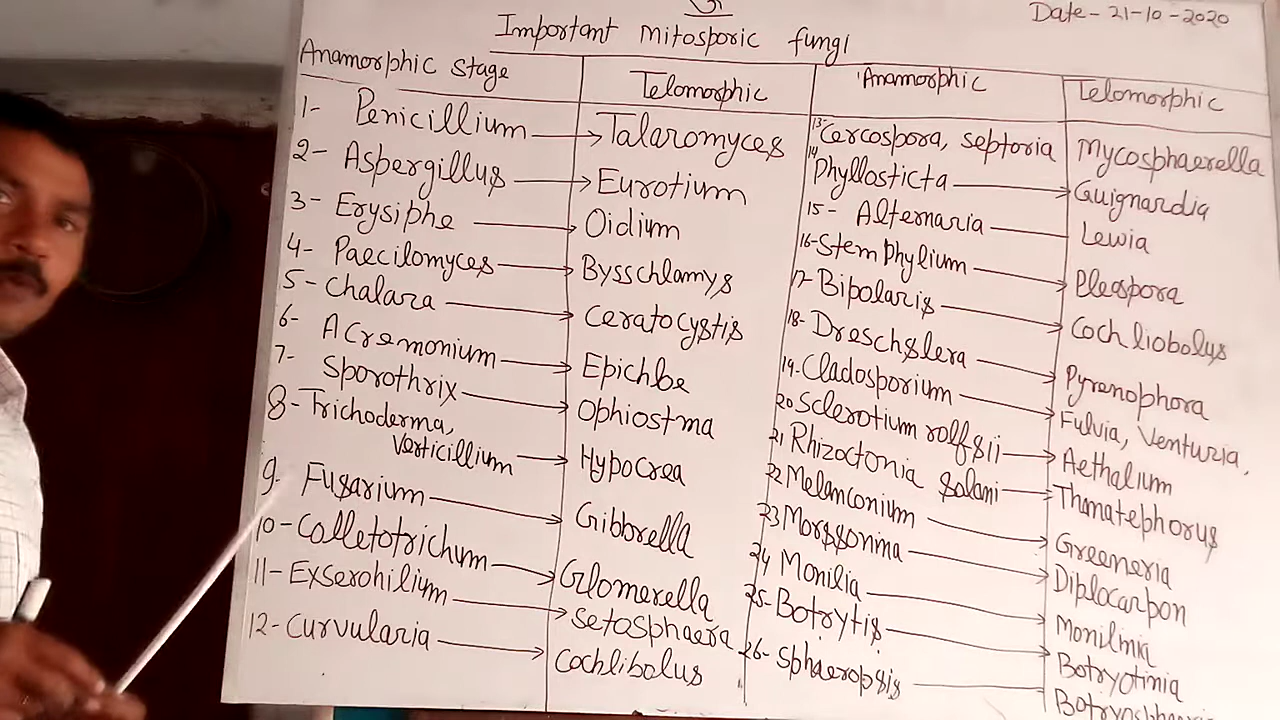 Date - 21-10-2020
Important mitosporic fungi
Anamorphic stage
Telomorphic
1- Penicillium → Talaromyces
2- Aspergillus → Eurotium
3- Erysiphe → Oidium
4- Paecilomyces → Bysschlamys
5- Chalara → Ceratocystis
6- Acremonium → Epichloe
7- Sporothrix → Ophiostma
8- Trichoderma,
Verticillium → Hypocrea
9- Fusarium → Gibbrella
10- Colletotrichum → Glomerella
11- Exserohilium → Setosphaera
12- Curvularia → Cochlibolus
Anamorphic
Telomorphic
13- Cercospora, septoria Mycosphaerella
14 Phyllosticta → Guignardia
15- Alternaria — Lewia
16- Stemphylium → Pleospora
17- Bipolaris → Cochliobolus
18- Dreschslera → Pyrenophora
19- Cladosporium → Fulvia, Venturia,
20 Sclerotium rolfsii → Aethalium
21 Rhizoctonia solani → Thanatephorus
22 Melanconium → Greeneria
23 Morssonina → Diplocarpon
24 Monilia → Monilinia
25- Botrytis → Botryotinia
26- Sphaeropsis —